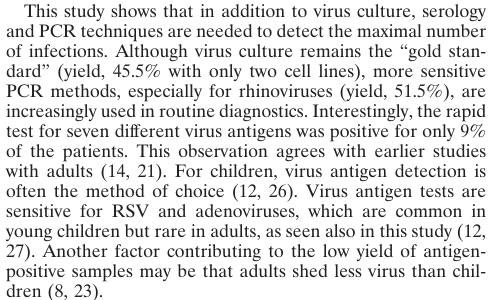 This study shows that in addition to virus culture, serology
and PCR techniques are needed to detect the maximal number
of infections. Although virus culture remains the “gold stan-
dard” (yield, 45.5% with only two cell lines), more sensitive
PCR methods, especially for rhinoviruses (yield, 51.5%), are
increasingly used in routine diagnostics. Interestingly, the rapid
test for seven different virus antigens was positive for only 9%
of the patients. This observation agrees with earlier studies
with adults (14, 21). For children, virus antigen detection is
often the method of choice (12, 26). Virus antigen tests are
sensitive for RSV and adenoviruses, which are common in
young children but rare in adults, as seen also in this study (12,
27). Another factor contributing to the low yield of antigen-
positive samples may be that adults shed less virus than chil-
dren (8, 23).